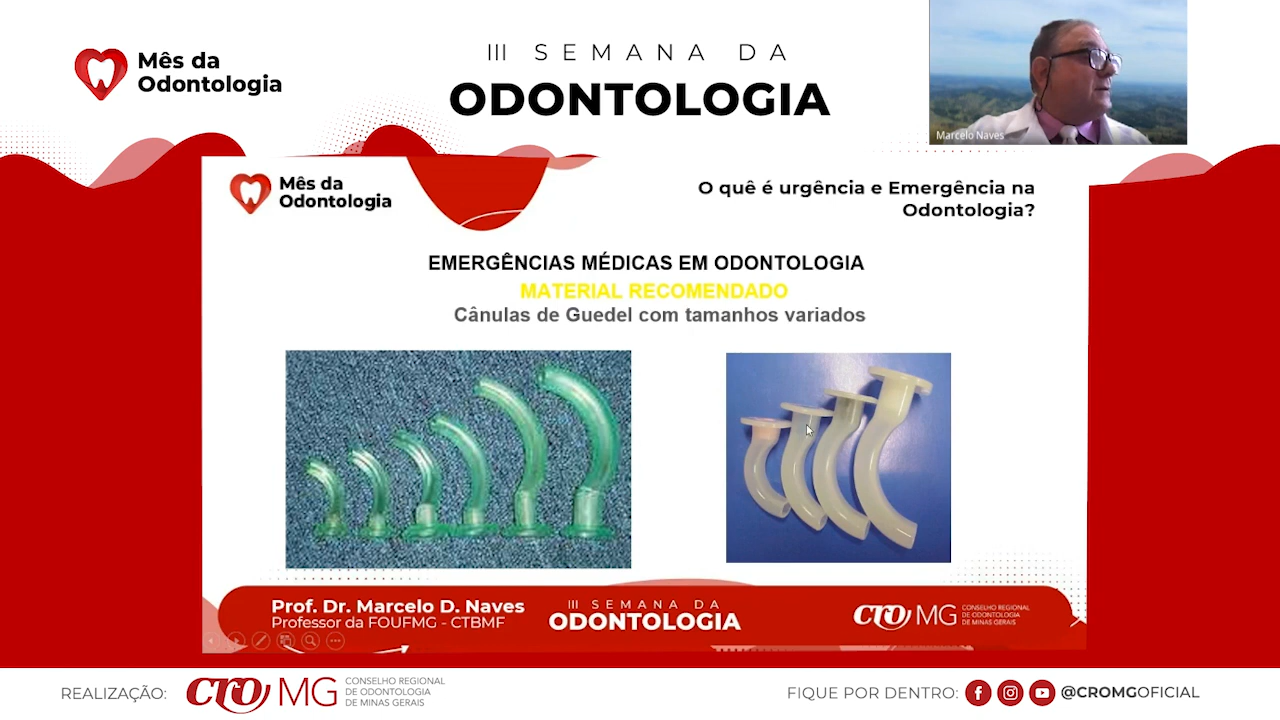 Mês da
Odontologia
III SEMANA DA
ODONTOLOGIA
Marcelo Naves
Mês da
Odontologia
O quê é urgência e Emergência na
Odontologia?
EMERGÊNCIAS MÉDICAS EM ODONTOLOGIA
MATERIAL RECOMENDADO
Cânulas de Guedel com tamanhos variados
Prof. Dr. Marcelo D. Naves
Professor da FOUFMG - CTBMF
III SEMANA DA
ODONTOLOGIA
CRO MG
CONSELHO REGIONAL
DE ODONTOLOGIA
DE MINAS GERAIS
REALIZAÇÃO:
CRO MG
CONSELHO REGIONAL
DE ODONTOLOGIA
DE MINAS GERAIS
FIQUE POR DENTRO:
@CROMGOFICIAL